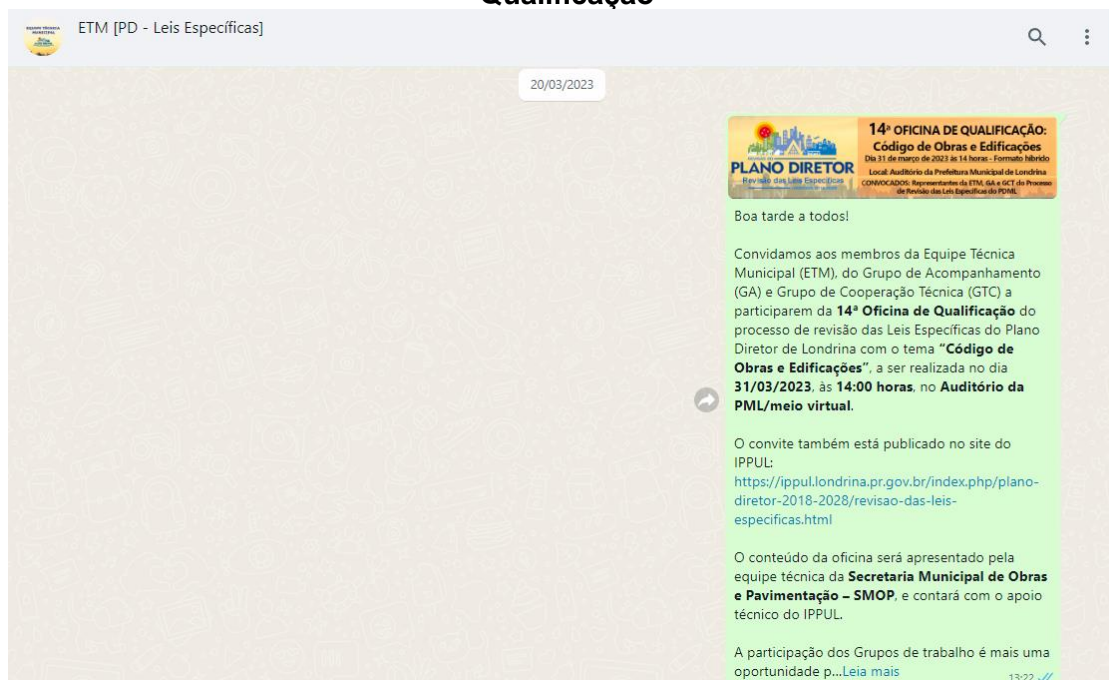 Qualificação
ETM [PD - Leis Específicas]
20/03/2023
14ª OFICINA DE QUALIFICAÇÃO:
Código de Obras e Edificações
Dia 31 de março de 2023 às 14 horas - Formato híbrido
Local: Auditório da Prefeitura Municipal de Londrina
CONVOCADOS: Representantes da ETM, GA e GCT do Processo
de Revisão das Leis Específicas do PDML
PLANO DIRETOR
Revisão das Leis Específicas
Boa tarde a todos!
Convidamos aos membros da Equipe Técnica
Municipal (ETM), do Grupo de Acompanhamento
(GA) e Grupo de Cooperação Técnica (GTC) a
participarem da 14ª Oficina de Qualificação do
processo de revisão das Leis Específicas do Plano
Diretor de Londrina com o tema "Código de
Obras e Edificações", a ser realizada no dia
31/03/2023, às 14:00 horas, no Auditório da
PML/meio virtual.
O convite também está publicado no site do
IPPUL:
https://ippul.londrina.pr.gov.br/index.php/plano-
diretor-2018-2028/revisao-das-leis-
especificas.html
O conteúdo da oficina será apresentado pela
equipe técnica da Secretaria Municipal de Obras
e Pavimentação – SMOP, e contará com o apoio
técnico do IPPUL.
A participação dos Grupos de trabalho é mais uma
oportunidade p...Leia mais
13:22